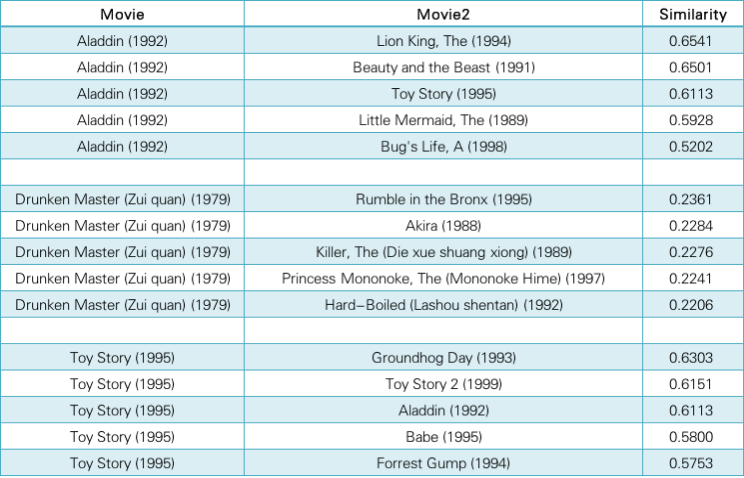 Movie Movie2 Similarity
Aladdin (1992) Lion King, The (1994) 0.6541
Aladdin (1992) Beauty and the Beast (1991) 0.6501
Aladdin (1992) Toy Story (1995) 0.6113
Aladdin (1992) Little Mermaid, The (1989) 0.5928
Aladdin (1992) Bug's Life, A (1998) 0.5202
Drunken Master (Zui quan) (1979) Rumble in the Bronx (1995) 0.2361
Drunken Master (Zui quan) (1979) Akira (1988) 0.2284
Drunken Master (Zui quan) (1979) Killer, The (Die xue shuang xiong) (1989) 0.2276
Drunken Master (Zui quan) (1979) Princess Mononoke, The (Mononoke Hime) (1997) 0.2241
Drunken Master (Zui quan) (1979) Hard-Boiled (Lashou shentan) (1992) 0.2206
Toy Story (1995) Groundhog Day (1993) 0.6303
Toy Story (1995) Toy Story 2 (1999) 0.6151
Toy Story (1995) Aladdin (1992) 0.6113
Toy Story (1995) Babe (1995) 0.5800
Toy Story (1995) Forrest Gump (1994) 0.5753